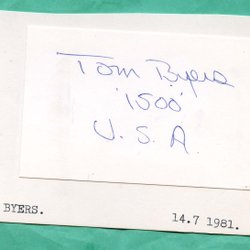 Tom Byers
'1500'
U.S.A.
BYERS.
14.7 1981.